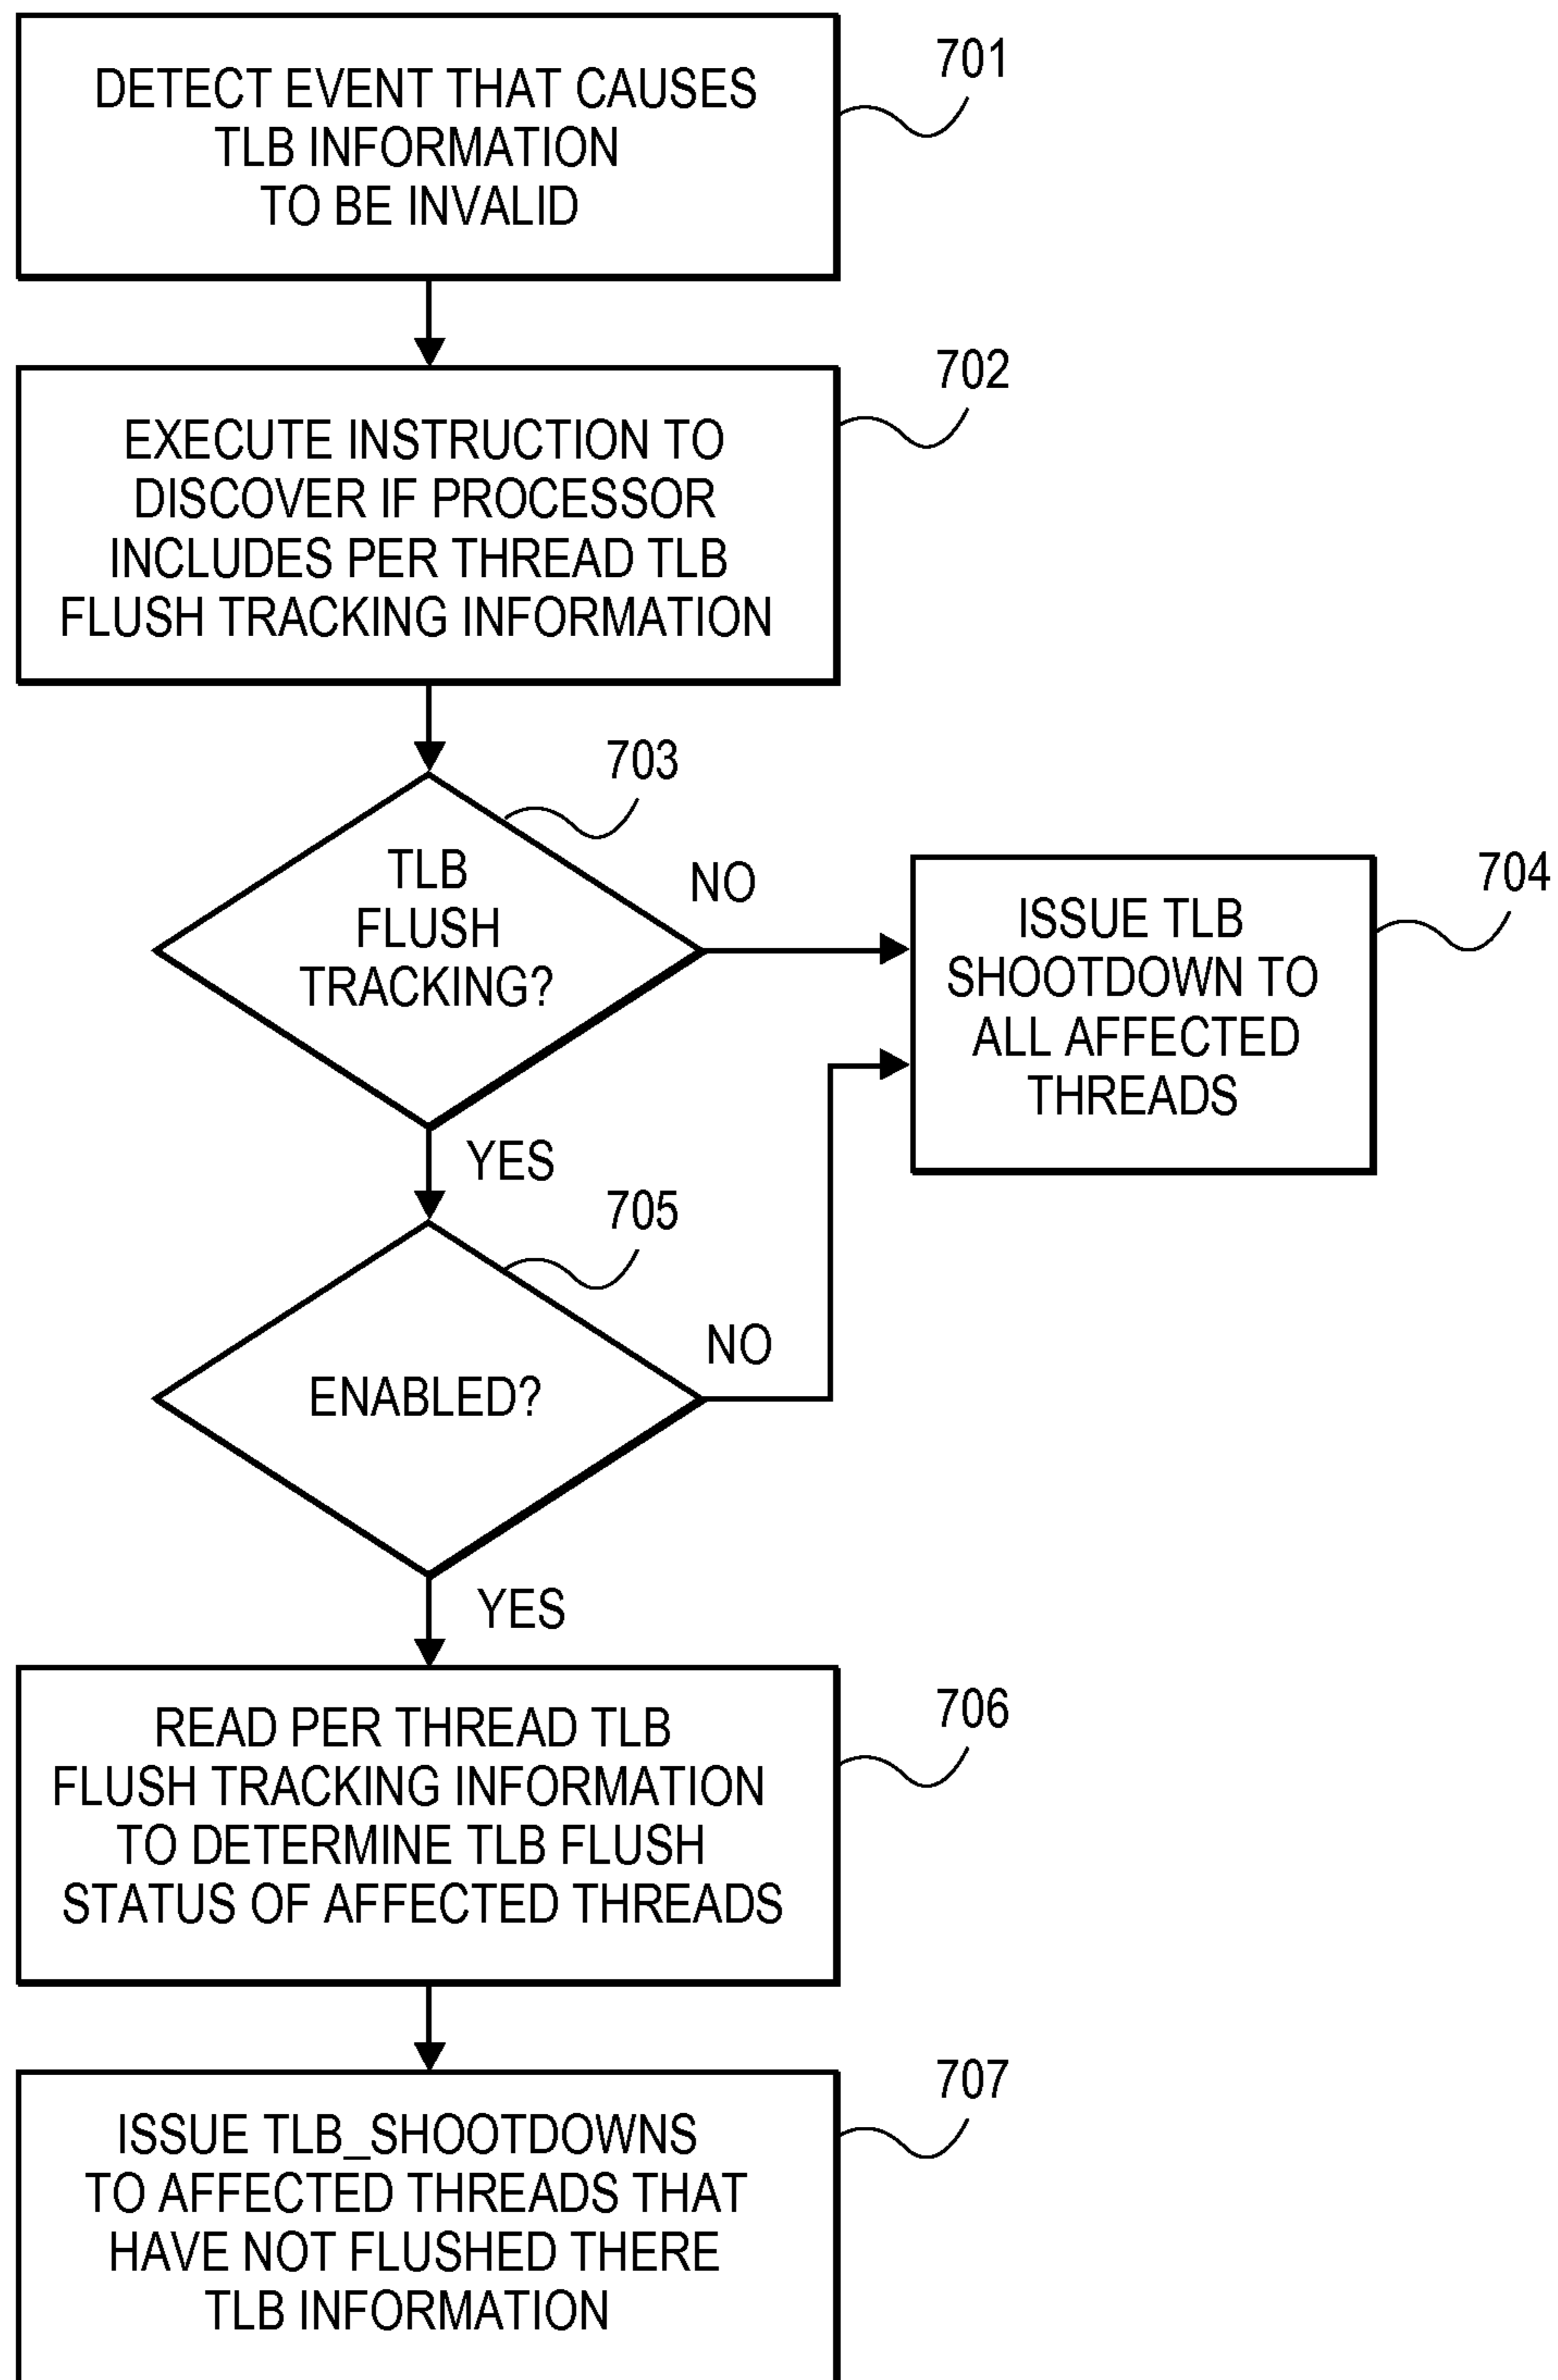 DETECT EVENT THAT CAUSES
TLB INFORMATION
TO BE INVALID
701
EXECUTE INSTRUCTION TO
DISCOVER IF PROCESSOR
INCLUDES PER THREAD TLB
FLUSH TRACKING INFORMATION
702
TLB
FLUSH
TRACKING?
703
NO
YES
ISSUE TLB
SHOOTDOWN TO
ALL AFFECTED
THREADS
704
ENABLED?
705
NO
YES
READ PER THREAD TLB
FLUSH TRACKING INFORMATION
TO DETERMINE TLB FLUSH
STATUS OF AFFECTED THREADS
706
ISSUE TLB_SHOOTDOWNS
TO AFFECTED THREADS THAT
HAVE NOT FLUSHED THERE
TLB INFORMATION
707